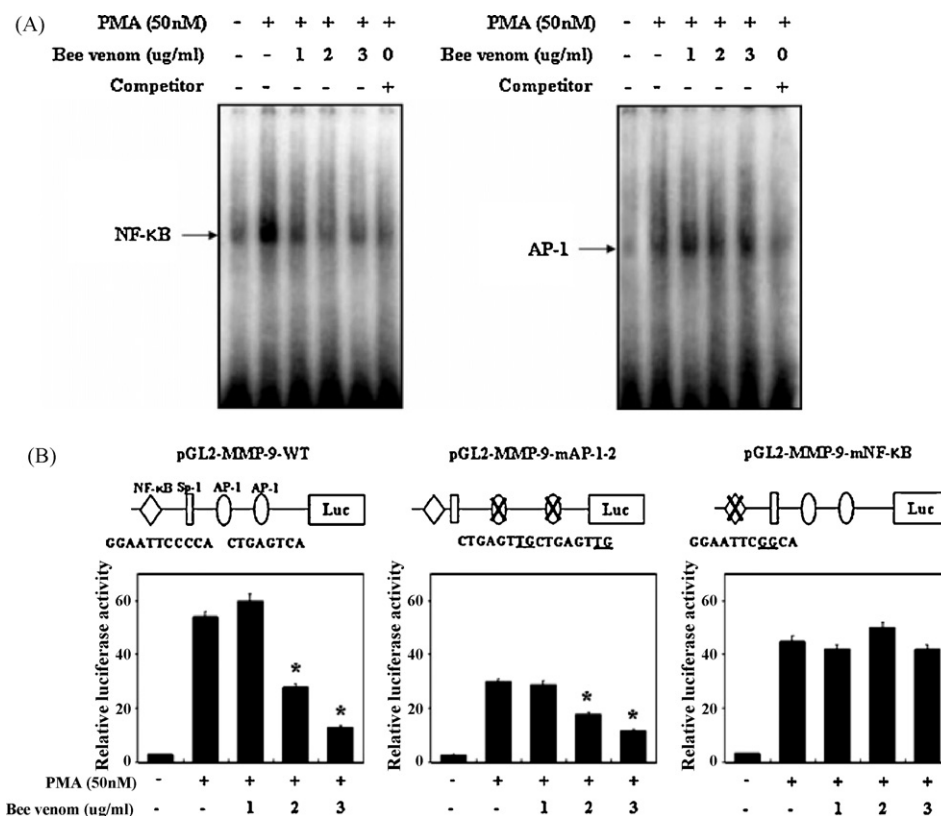 (A)
PMA (50nM) - + + + + +
Bee venom (ug/ml) - - 1 2 3 0
Competitor - - - - - +
NF-κB
PMA (50nM) - + + + + +
Bee venom (ug/ml) - - 1 2 3 0
Competitor - - - - - +
AP-1
(B)
pGL2-MMP-9-WT
NF-κB Sp-1 AP-1 AP-1
Luc
GGAATTCCCCA CTGAGTCA
Relative luciferase activity
60
40
20
0
* *
PMA (50nM) - + + + +
Bee venom (ug/ml) - - 1 2 3
pGL2-MMP-9-mAP-1-2
Luc
CTGAGTTGCTGAGTTG
Relative luciferase activity
60
40
20
0
* *
- + + + +
- - 1 2 3
pGL2-MMP-9-mNF-κB
Luc
GGAATTCGGCA
Relative luciferase activity
60
40
20
0
- + + + +
- - 1 2 3